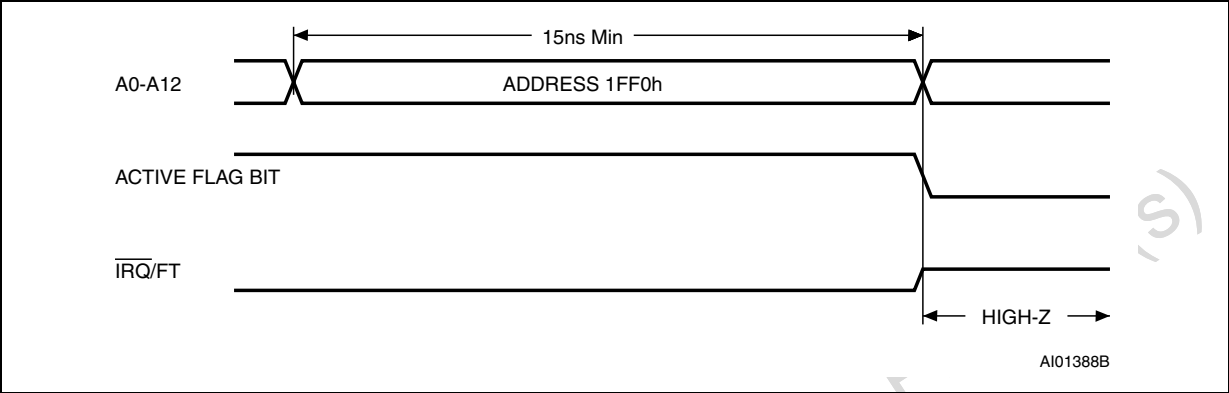 15ns Min
A0-A12
ADDRESS 1FF0h
ACTIVE FLAG BIT
IRQ/FT
HIGH-Z
AI01388B
s)